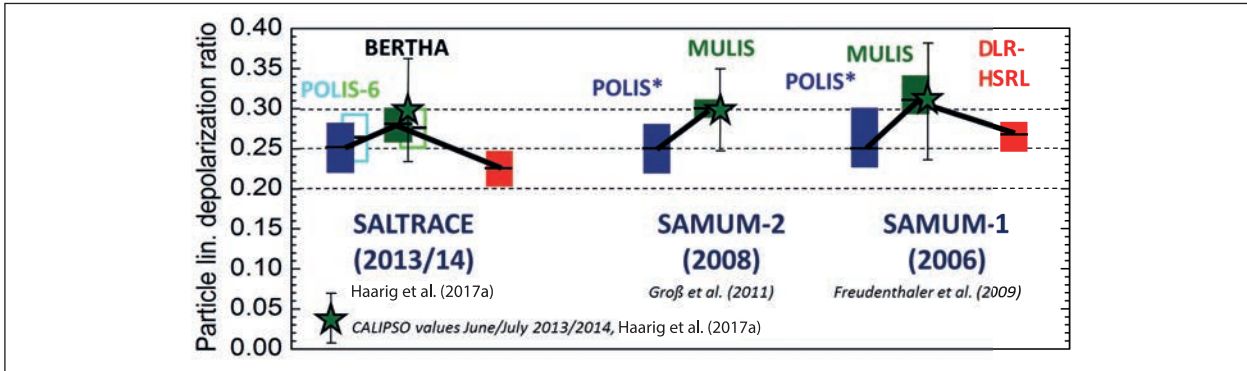 Particle lin. depolarization ratio
0.40
0.35
0.30
0.25
0.20
0.15
0.10
0.05
0.00
BERTHA
POLIS-6
MULIS
POLIS*
MULIS
POLIS*
DLR-
HSRL
SALTRACE
(2013/14)
Haarig et al. (2017a)
SAMUM-2
(2008)
Groß et al. (2011)
SAMUM-1
(2006)
Freudenthaler et al. (2009)
CALIPSO values June/July 2013/2014, Haarig et al. (2017a)